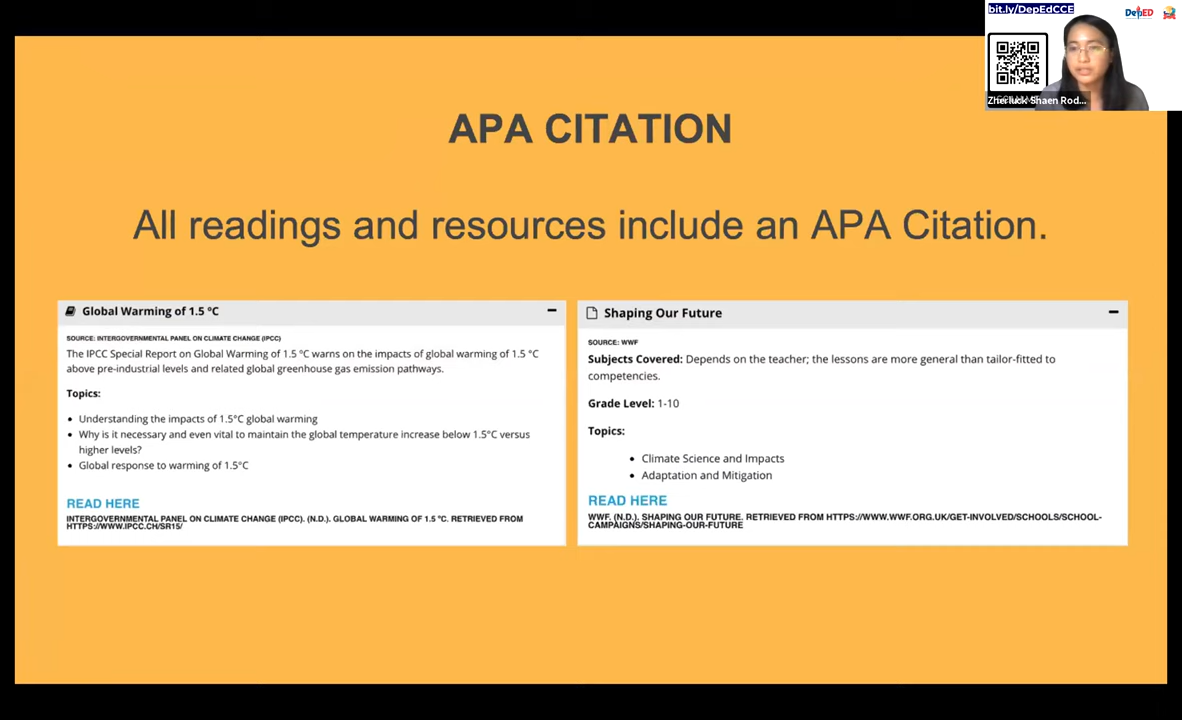 bit.ly/DepEdCCE
DepED
Zherluck Shaen Rod...
APA CITATION
All readings and resources include an APA Citation.
Global Warming of 1.5 °C
SOURCE: INTERGOVERNMENTAL PANEL ON CLIMATE CHANGE (IPCC)
The IPCC Special Report on Global Warming of 1.5 °C warns on the impacts of global warming of 1.5 °C
above pre-industrial levels and related global greenhouse gas emission pathways.
Topics:
• Understanding the impacts of 1.5°C global warming
• Why is it necessary and even vital to maintain the global temperature increase below 1.5°C versus
higher levels?
• Global response to warming of 1.5°C
READ HERE
INTERGOVERNMENTAL PANEL ON CLIMATE CHANGE (IPCC). (N.D.). GLOBAL WARMING OF 1.5 °C. RETRIEVED FROM
HTTPS://WWW.IPCC.CH/SR15/
Shaping Our Future
SOURCE: WWF
Subjects Covered: Depends on the teacher; the lessons are more general than tailor-fitted to
competencies.
Grade Level: 1-10
Topics:
• Climate Science and Impacts
• Adaptation and Mitigation
READ HERE
WWF. (N.D.). SHAPING OUR FUTURE. RETRIEVED FROM HTTPS://WWW.WWF.ORG.UK/GET-INVOLVED/SCHOOLS/SCHOOL-
CAMPAIGNS/SHAPING-OUR-FUTURE